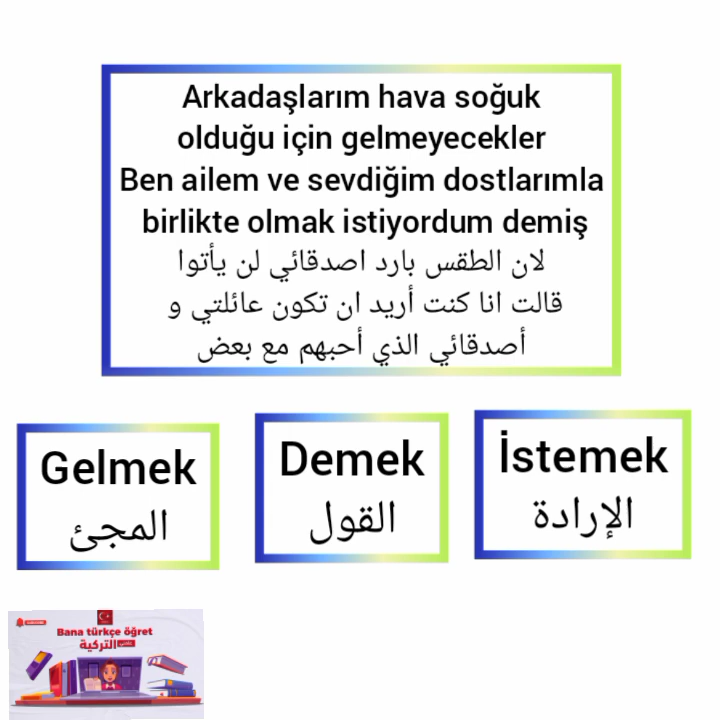 Arkadaşlarım hava soğuk
olduğu için gelmeyecekler
Ben ailem ve sevdiğim dostlarımla
birlikte olmak istiyordum demiş
لان الطقس بارد اصدقائي لن يأتوا
قالت انا كنت أريد ان تكون عائلتي و
أصدقائي الذي أحبهم مع بعض
Gelmek
المجئ
Demek
القول
İstemek
الإرادة
Bana türkçe öğret
التركية